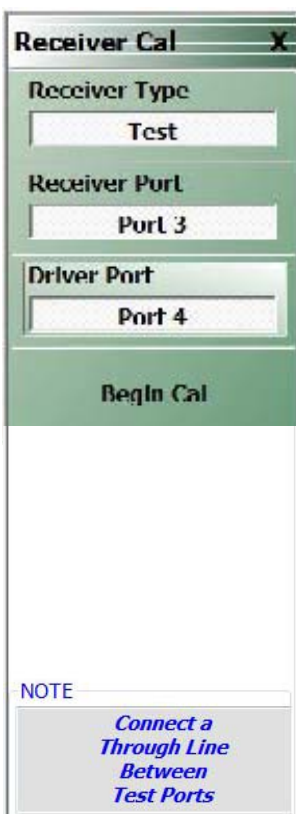 Receiver Cal X
Receiver Type
Test
Receiver Port
Port 3
Driver Port
Port 4
Begin Cal
NOTE
Connect a
Through Line
Between
Test Ports